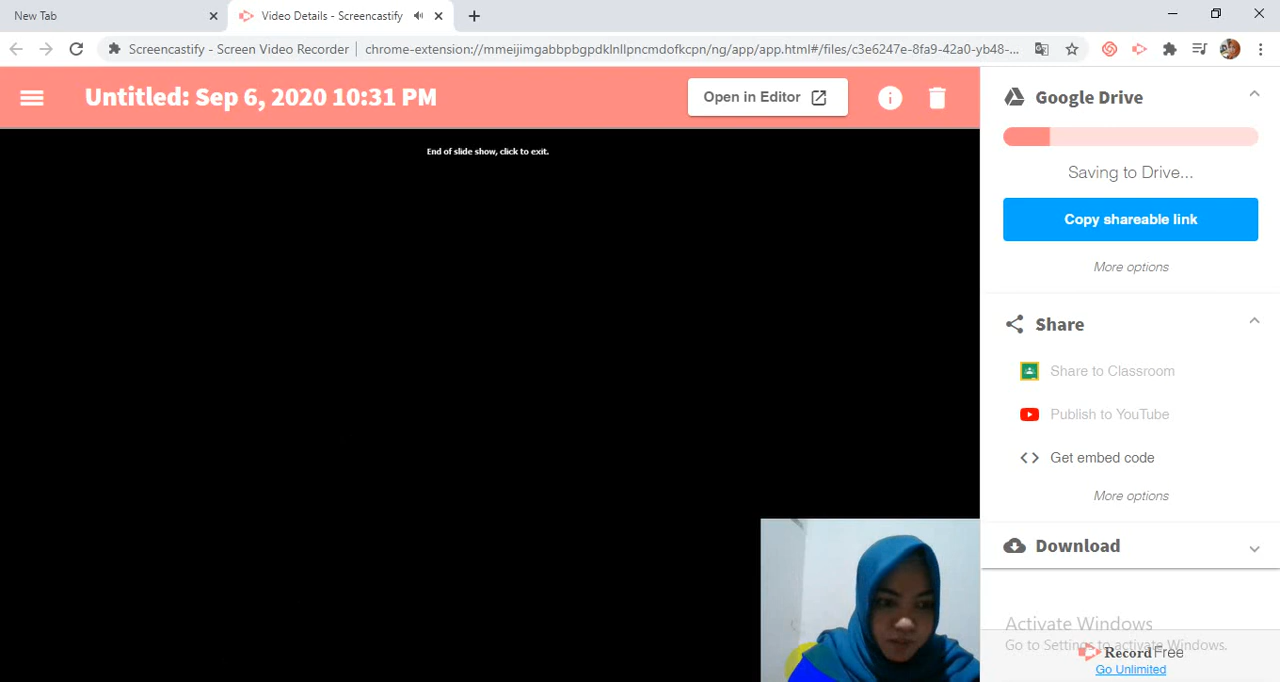 New Tab
Video Details - Screencastify
Screencastify - Screen Video Recorder
chrome-extension://mmeijimgabbpbgpdklnllpncmdofkcpn/ng/app/app.html#/files/c3e6247e-8fa9-42a0-yb48-...
Untitled: Sep 6, 2020 10:31 PM
Open in Editor
End of slide show, click to exit.
Google Drive
Saving to Drive...
Copy shareable link
More options
Share
Share to Classroom
Publish to YouTube
Get embed code
More options
Download
Activate Windows
Go to Settings to activate Windows.
Record Free
Go Unlimited